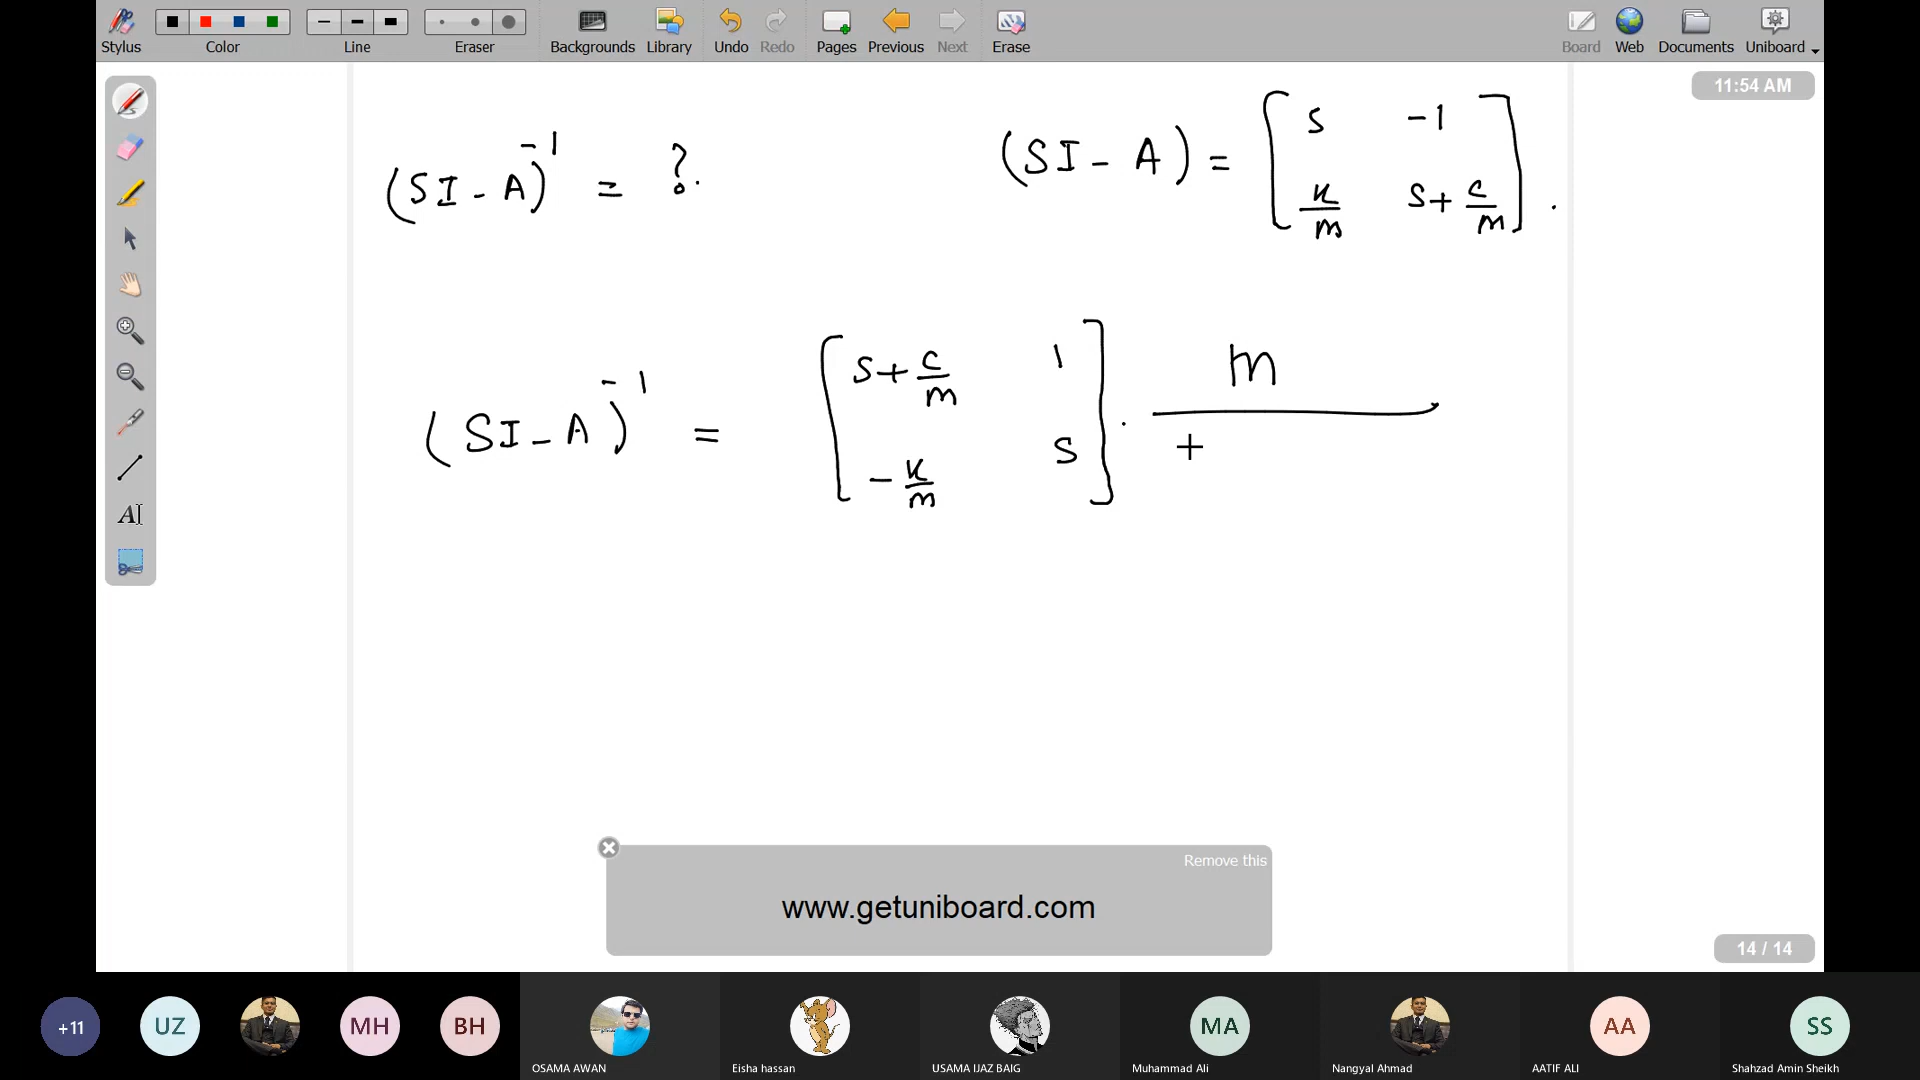 Stylus Color Line Eraser Backgrounds Library Undo Redo Pages Previous Next Erase Board Web Documents Uniboard
11:54 AM
(SI - A)⁻¹ = ?.
(SI - A) = [ S -1
K/m S + C/m ] .
(SI - A)⁻¹ = [ S + C/m 1
-K/m S ] . m
+
A
Remove this
www.getuniboard.com
14 / 14
+11 UZ MH BH MA AA SS
OSAMA AWAN Eisha hassan USAMA IJAZ BAIG Muhammad Ali Nangyal Ahmad AATIF ALI Shahzad Amin Sheikh